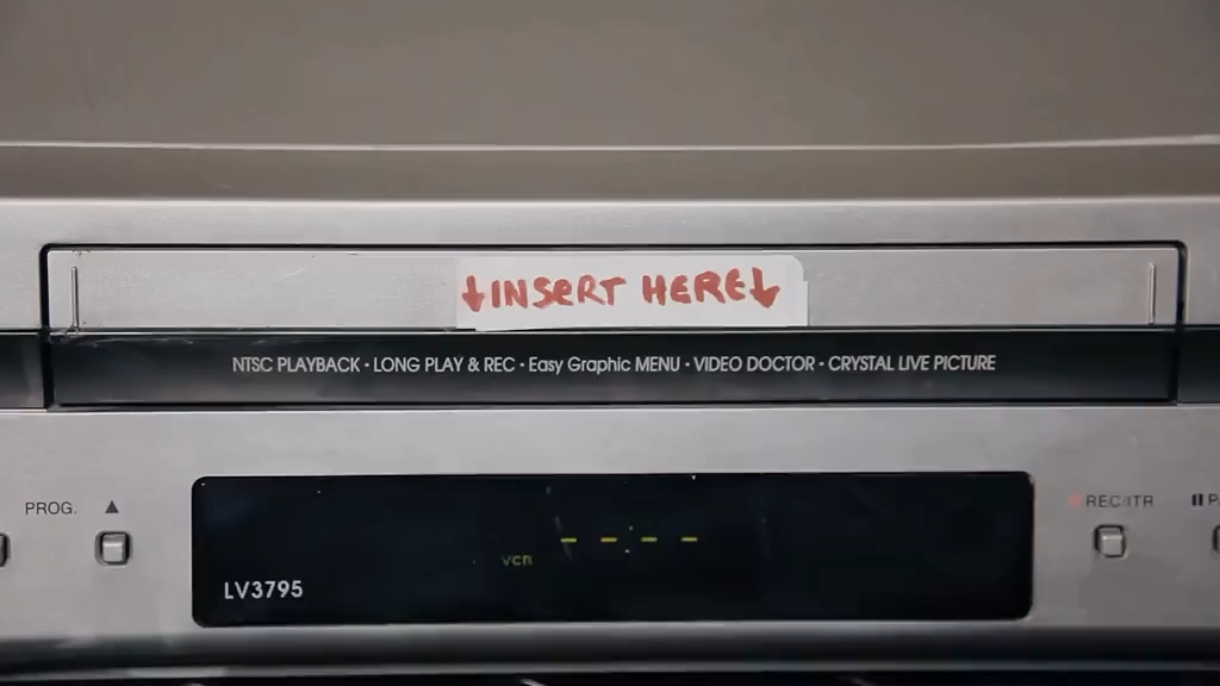 ↓INSERT HERE↓
NTSC PLAYBACK · LONG PLAY & REC · Easy Graphic MENU · VIDEO DOCTOR · CRYSTAL LIVE PICTURE
PROG. ▲
REC/ITR
vcr
LV3795